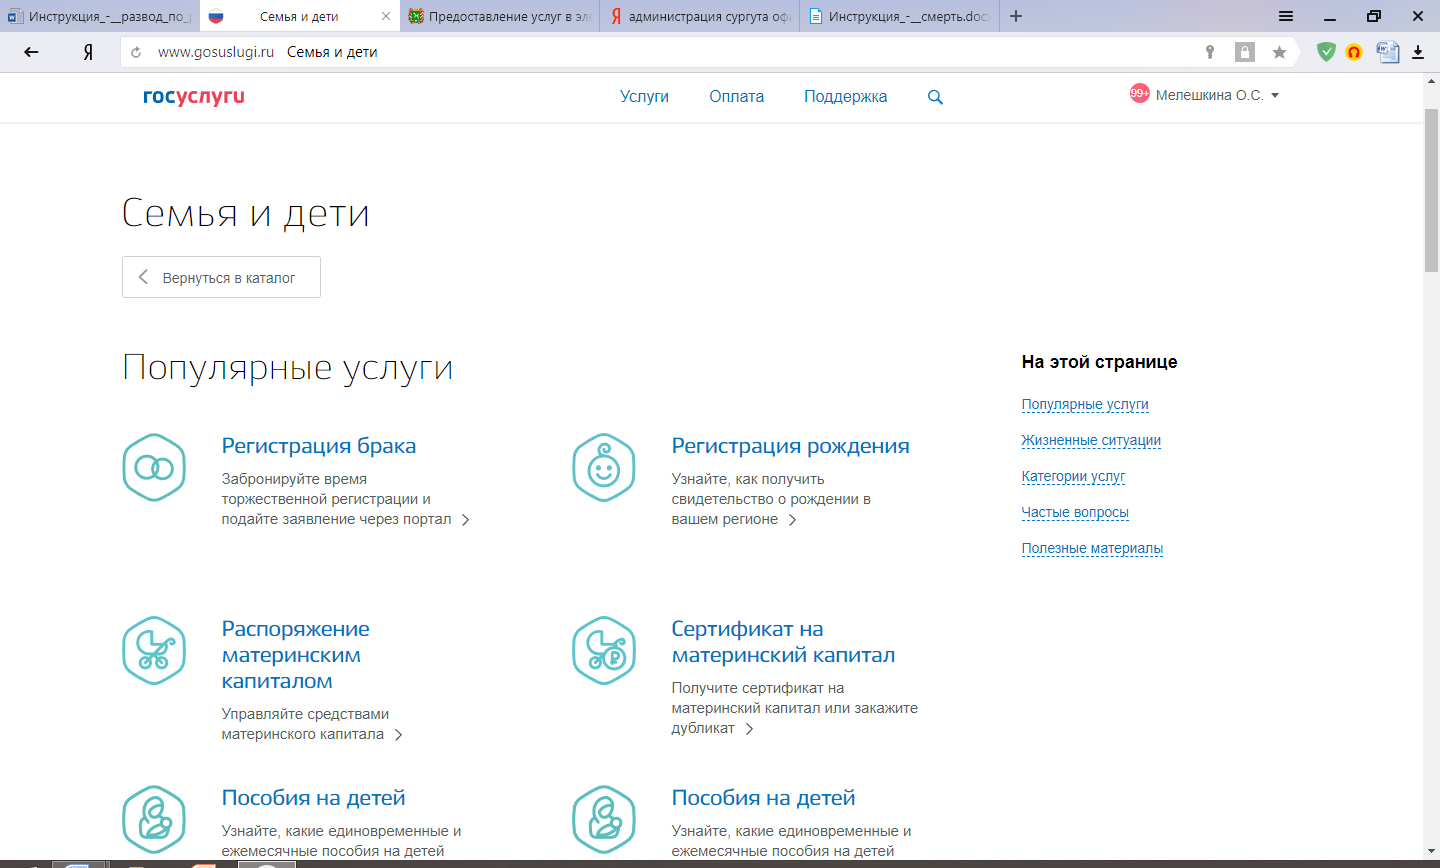 Инструкция_-__развод_по_р
Семья и дети
Предоставление услуг в эле
администрация сургута оф
Инструкция_-__смерть.doc
Я
www.gosuslugi.ru Семья и дети
госуслуги
Услуги
Оплата
Поддержка
99+ Мелешкина О.С.
Семья и дети
Вернуться в каталог
Популярные услуги
Регистрация брака
Забронируйте время
торжественной регистрации и
подайте заявление через портал
Регистрация рождения
Узнайте, как получить
свидетельство о рождении в
вашем регионе
Распоряжение
материнским
капиталом
Управляйте средствами
материнского капитала
Сертификат на
материнский капитал
Получите сертификат на
материнский капитал или закажите
дубликат
Пособия на детей
Узнайте, какие единовременные и
ежемесячные пособия на детей
Пособия на детей
Узнайте, какие единовременные и
ежемесячные пособия на детей
На этой странице
Популярные услуги
Жизненные ситуации
Категории услуг
Частые вопросы
Полезные материалы